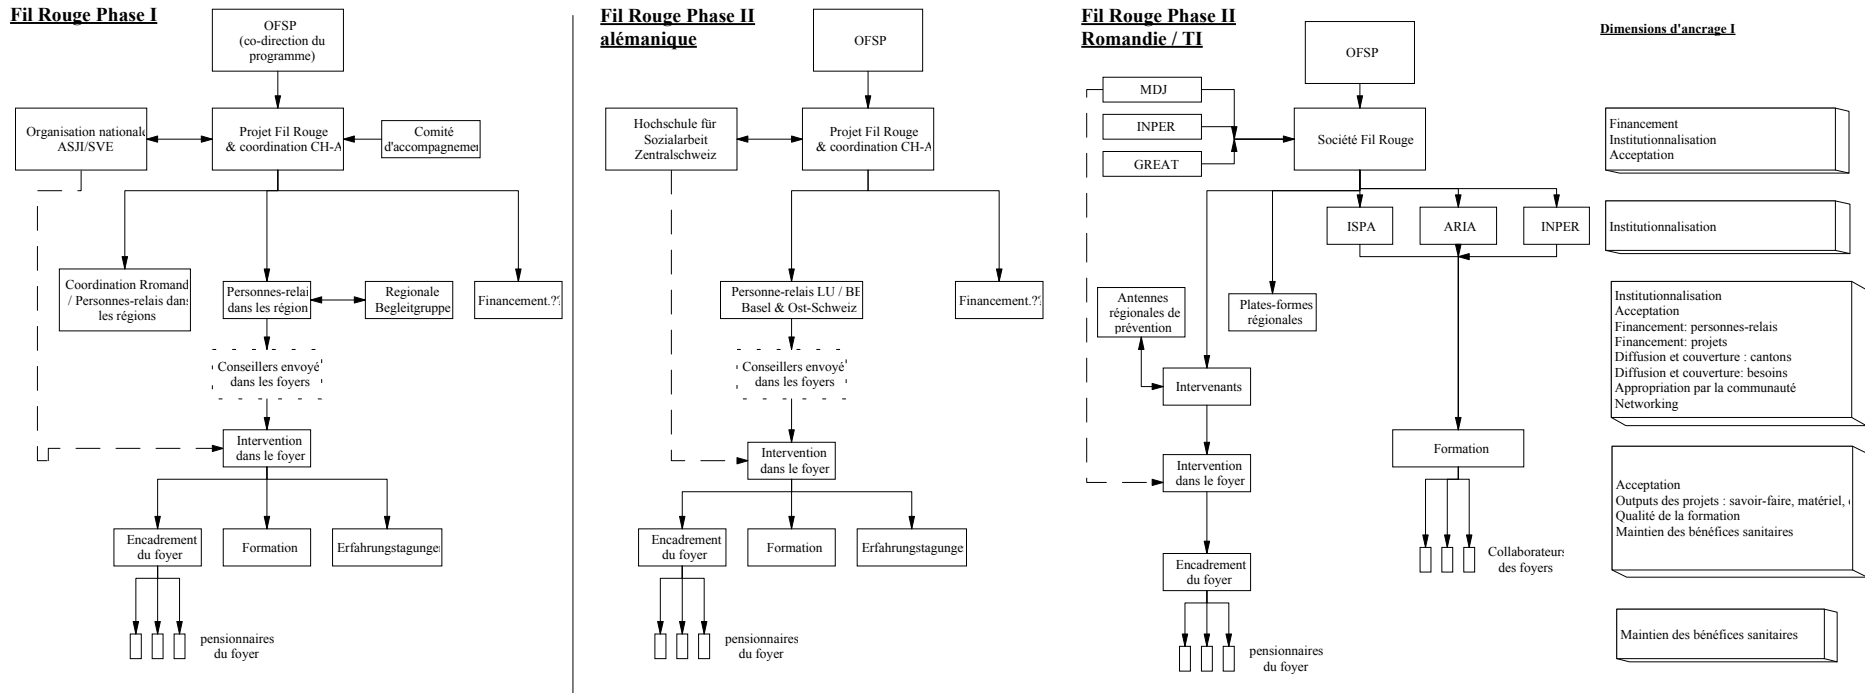 Fil Rouge Phase I
OFSP
(co-direction du
programme)
Organisation nationale
ASJI/SVE
Projet Fil Rouge
& coordination CH-A
Comité
d'accompagnemen
Coordination Rromand
/ Personnes-relais dans
les régions
Personnes-relai
dans les région
Regionale
Begleitgruppe
Financement.??
Conseillers envoyé
dans les foyers
Intervention
dans le foyer
Encadrement
du foyer
Formation
Erfahrungstagunge
pensionnaires
du foyer
Fil Rouge Phase II
alémanique
OFSP
Hochschule für
Sozialarbeit
Zentralschweiz
Projet Fil Rouge
& coordination CH-A
Personne-relais LU / BE
Basel & Ost-Schweiz
Financement.??
Conseillers envoyé
dans les foyers
Intervention
dans le foyer
Encadrement
du foyer
Formation
Erfahrungstagunge
pensionnaires
du foyer
Fil Rouge Phase II
Romandie / TI
OFSP
MDJ
INPER
GREAT
Société Fil Rouge
ISPA
ARIA
INPER
Antennes
régionales de
prévention
Plates-formes
régionales
Intervenants
Intervention
dans le foyer
Formation
Encadrement
du foyer
Collaborateurs
des foyers
pensionnaires
du foyer
Dimensions d'ancrage I
Financement
Institutionnalisation
Acceptation
Institutionnalisation
Institutionnalisation
Acceptation
Financement: personnes-relais
Financement: projets
Diffusion et couverture : cantons
Diffusion et couverture: besoins
Appropriation par la communauté
Networking
Acceptation
Outputs des projets : savoir-faire, matériel,
Qualité de la formation
Maintien des bénéfices sanitaires
Maintien des bénéfices sanitaires